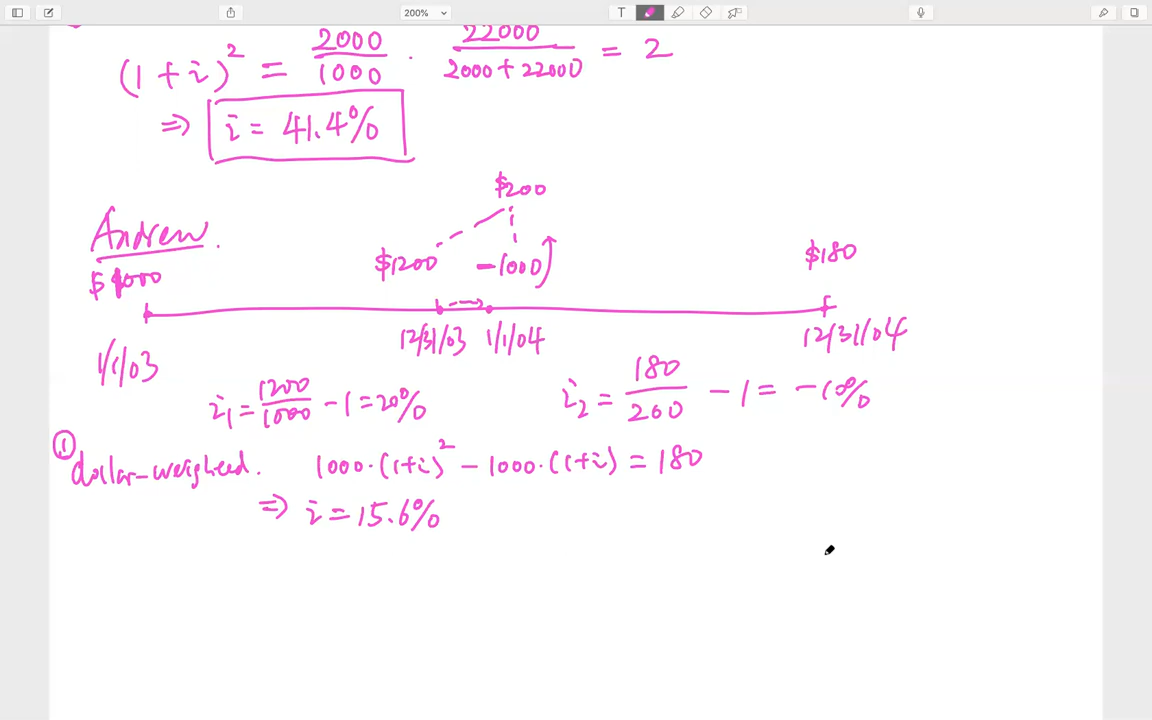 200%
T
(1+i)^2 = 2000/1000 · 22000/(2000+22000) = 2
⇒ i = 41.4%
$200
Andrew.
$1000 $1200 -1000 $180
1/1/03 12/31/03 1/1/04 12/31/04
i₁ = 1200/1000 - 1 = 20% i₂ = 180/200 - 1 = -10%
① dollar-weighed. 1000·(1+i)^2 - 1000·(1+i) = 180
⇒ i = 15.6%